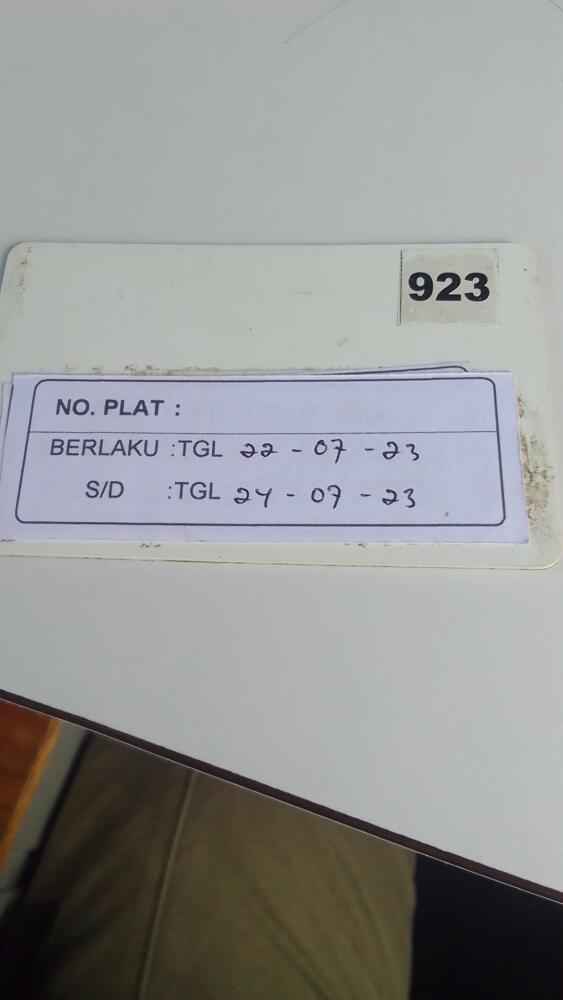 923
NO. PLAT :
BERLAKU :TGL 22 - 07 - 23
S/D :TGL 24 - 07 - 23